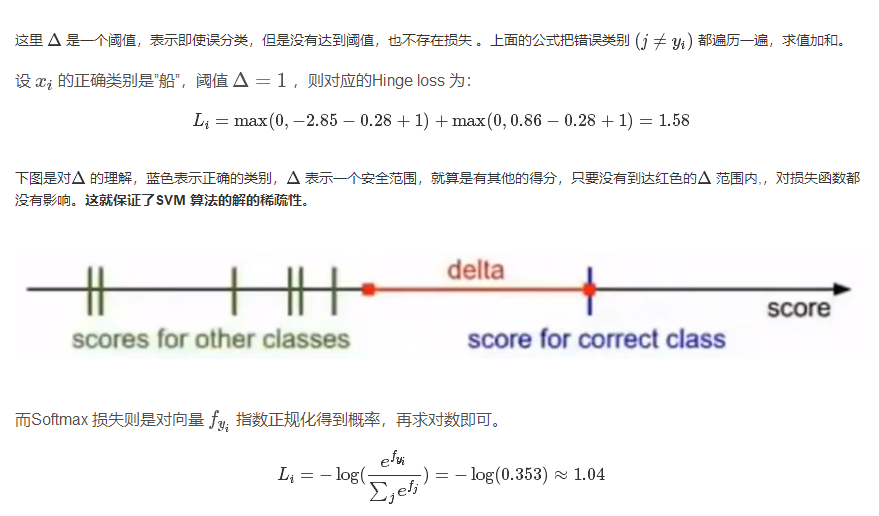 这里 Δ 是一个阈值，表示即使误分类，但是没有达到阈值，也不存在损失 。上面的公式把错误类别 (j ≠ y_i) 都遍历一遍，求值加和。
设 x_i 的正确类别是"船"，阈值 Δ = 1 ，则对应的Hinge loss 为：
L_i = max(0, −2.85 − 0.28 + 1) + max(0, 0.86 − 0.28 + 1) = 1.58
下图是对Δ 的理解，蓝色表示正确的类别，Δ 表示一个安全范围，就算是有其他的得分，只要没有到达红色的Δ 范围内,，对损失函数都
没有影响。这就保证了SVM 算法的解的稀疏性。
delta
score
scores for other classes
score for correct class
而Softmax 损失则是对向量 f_{y_i} 指数正规化得到概率，再求对数即可。
L_i = − log(e^{f_{y_i}} / ∑_j e^{f_j}) = − log(0.353) ≈ 1.04